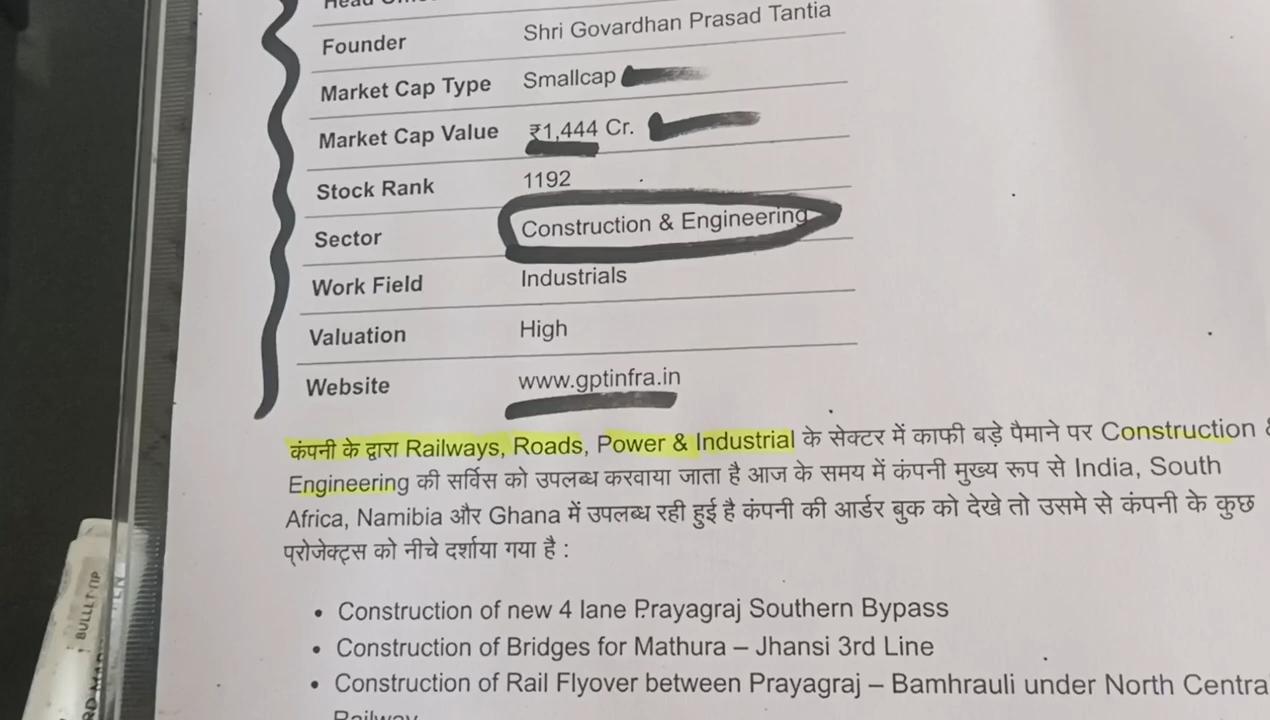 Head
Founder Shri Govardhan Prasad Tantia
Market Cap Type Smallcap
Market Cap Value ₹1,444 Cr.
Stock Rank 1192
Sector Construction & Engineering
Work Field Industrials
Valuation High
Website www.gptinfra.in
कंपनी के द्वारा Railways, Roads, Power & Industrial के सेक्टर में काफी बड़े पैमाने पर Construction &
Engineering की सर्विस को उपलब्ध करवाया जाता है आज के समय में कंपनी मुख्य रूप से India, South
Africa, Namibia और Ghana में उपलब्ध रही हुई है कंपनी की आर्डर बुक को देखे तो उसमे से कंपनी के कुछ
प्रोजेक्ट्स को नीचे दर्शाया गया है :
• Construction of new 4 lane Prayagraj Southern Bypass
• Construction of Bridges for Mathura – Jhansi 3rd Line
• Construction of Rail Flyover between Prayagraj – Bamhrauli under North Centra
Railway
BULLET TIP